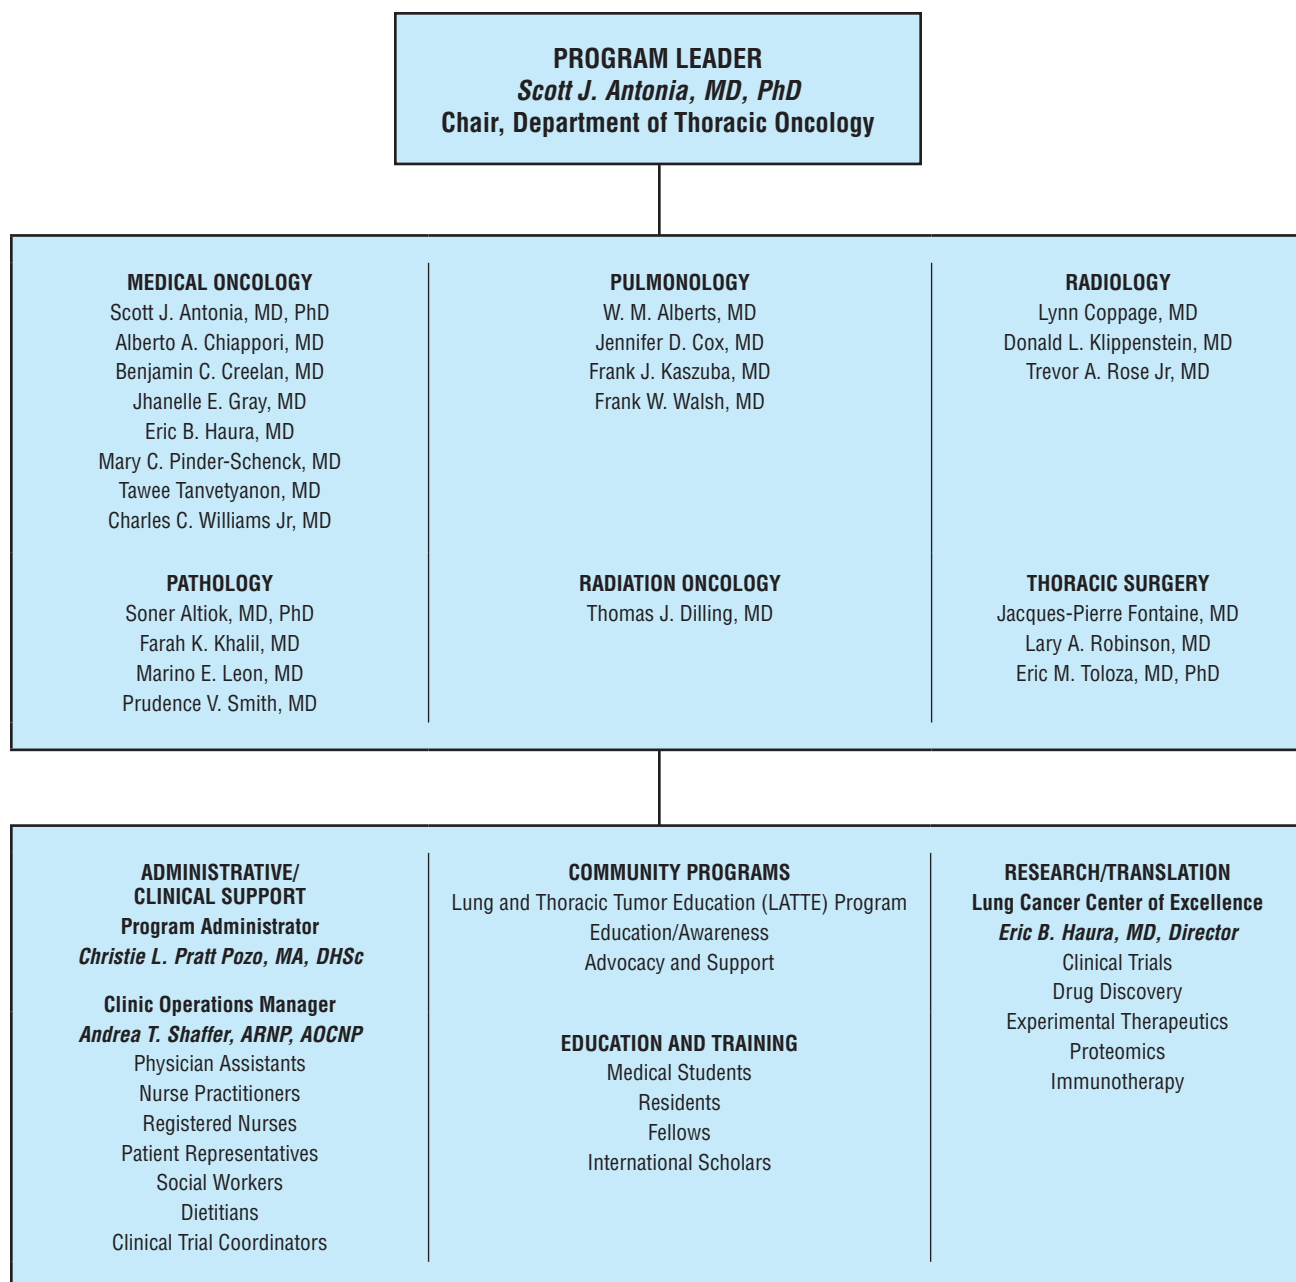 PROGRAM LEADER
Scott J. Antonia, MD, PhD
Chair, Department of Thoracic Oncology
MEDICAL ONCOLOGY
Scott J. Antonia, MD, PhD
Alberto A. Chiappori, MD
Benjamin C. Creelan, MD
Jhanelle E. Gray, MD
Eric B. Haura, MD
Mary C. Pinder-Schenck, MD
Tawee Tanvetyanon, MD
Charles C. Williams Jr, MD
PULMONOLOGY
W. M. Alberts, MD
Jennifer D. Cox, MD
Frank J. Kaszuba, MD
Frank W. Walsh, MD
RADIOLOGY
Lynn Coppage, MD
Donald L. Klippenstein, MD
Trevor A. Rose Jr, MD
PATHOLOGY
Soner Altiok, MD, PhD
Farah K. Khalil, MD
Marino E. Leon, MD
Prudence V. Smith, MD
RADIATION ONCOLOGY
Thomas J. Dilling, MD
THORACIC SURGERY
Jacques-Pierre Fontaine, MD
Lary A. Robinson, MD
Eric M. Toloza, MD, PhD
ADMINISTRATIVE/
CLINICAL SUPPORT
Program Administrator
Christie L. Pratt Pozo, MA, DHSc
Clinic Operations Manager
Andrea T. Shaffer, ARNP, AOCNP
Physician Assistants
Nurse Practitioners
Registered Nurses
Patient Representatives
Social Workers
Dietitians
Clinical Trial Coordinators
COMMUNITY PROGRAMS
Lung and Thoracic Tumor Education (LATTE) Program
Education/Awareness
Advocacy and Support
EDUCATION AND TRAINING
Medical Students
Residents
Fellows
International Scholars
RESEARCH/TRANSLATION
Lung Cancer Center of Excellence
Eric B. Haura, MD, Director
Clinical Trials
Drug Discovery
Experimental Therapeutics
Proteomics
Immunotherapy